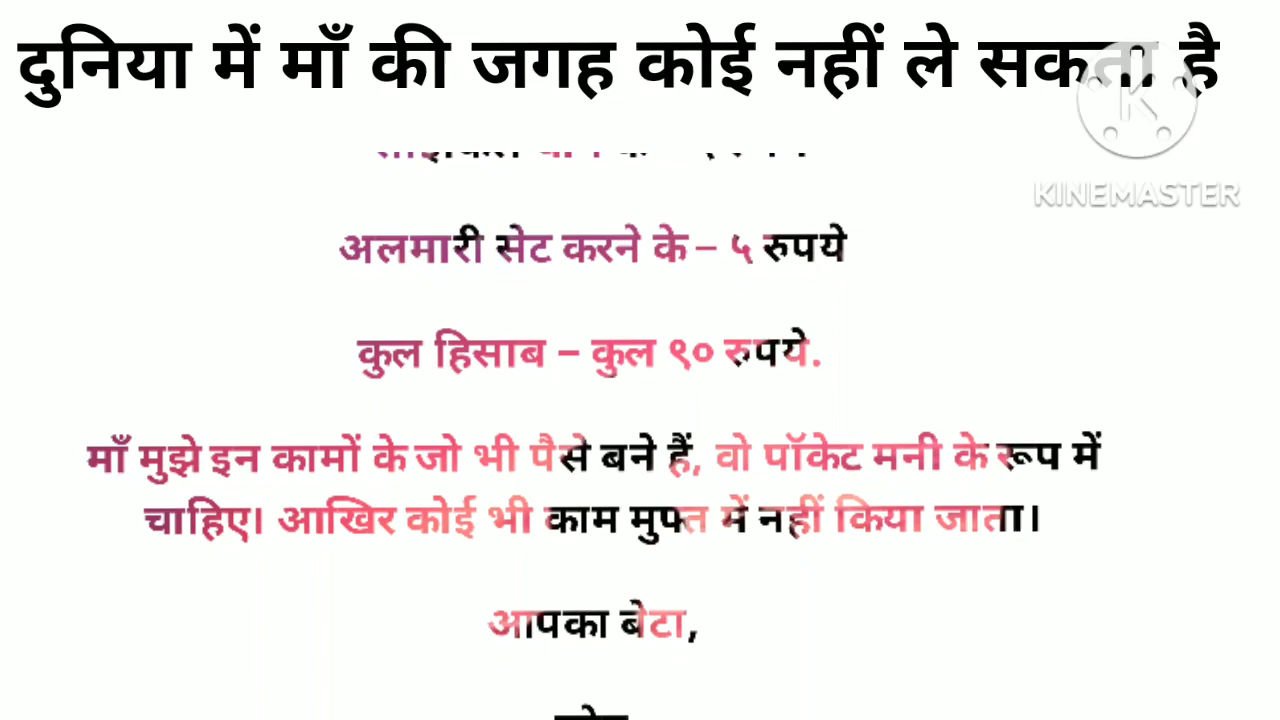 दुनिया में माँ की जगह कोई नहीं ले सकता है
KINEMASTER
अलमारी सेट करने के – ५ रुपये
कुल हिसाब – कुल ९० रुपये.
माँ मुझे इन कामों के जो भी पैसे बने हैं, वो पॉकेट मनी के रूप में
चाहिए। आखिर कोई भी काम मुफ्त में नहीं किया जाता।
आपका बेटा,